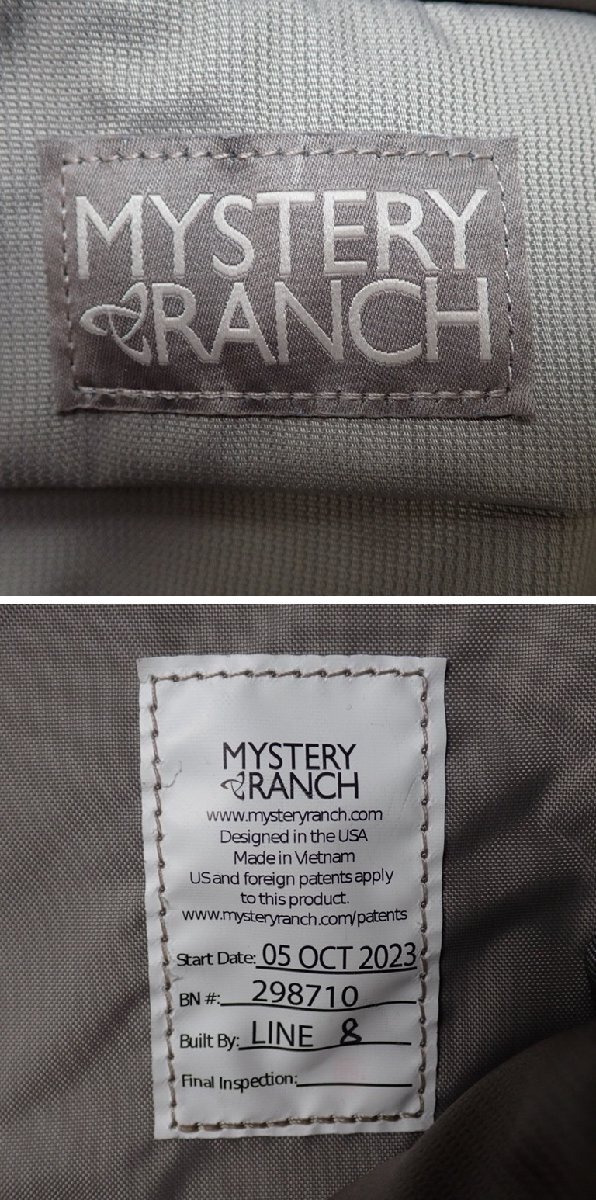 MYSTERY
RANCH
MYSTERY
RANCH
www.mysteryranch.com
Designed in the USA
Made in Vietnam
US and foreign patents apply
to this product.
www.mysteryranch.com/patents
Start Date: 05 OCT 2023
BN #: 298710
Built By: LINE 8
Final Inspection: